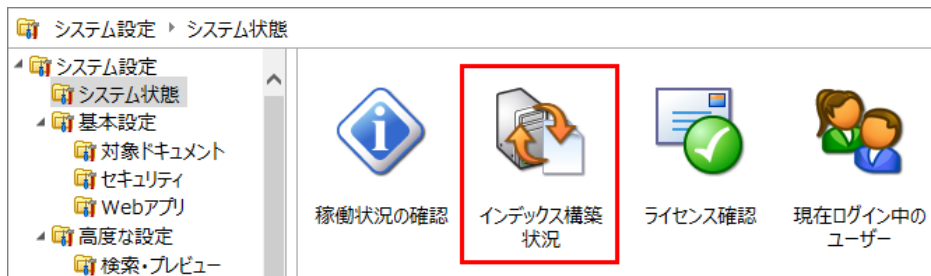 システム設定 ▸ システム状態
システム設定
システム状態
基本設定
対象ドキュメント
セキュリティ
Webアプリ
高度な設定
検索・プレビュー
稼働状況の確認
インデックス構築
状況
ライセンス確認
現在ログイン中の
ユーザー